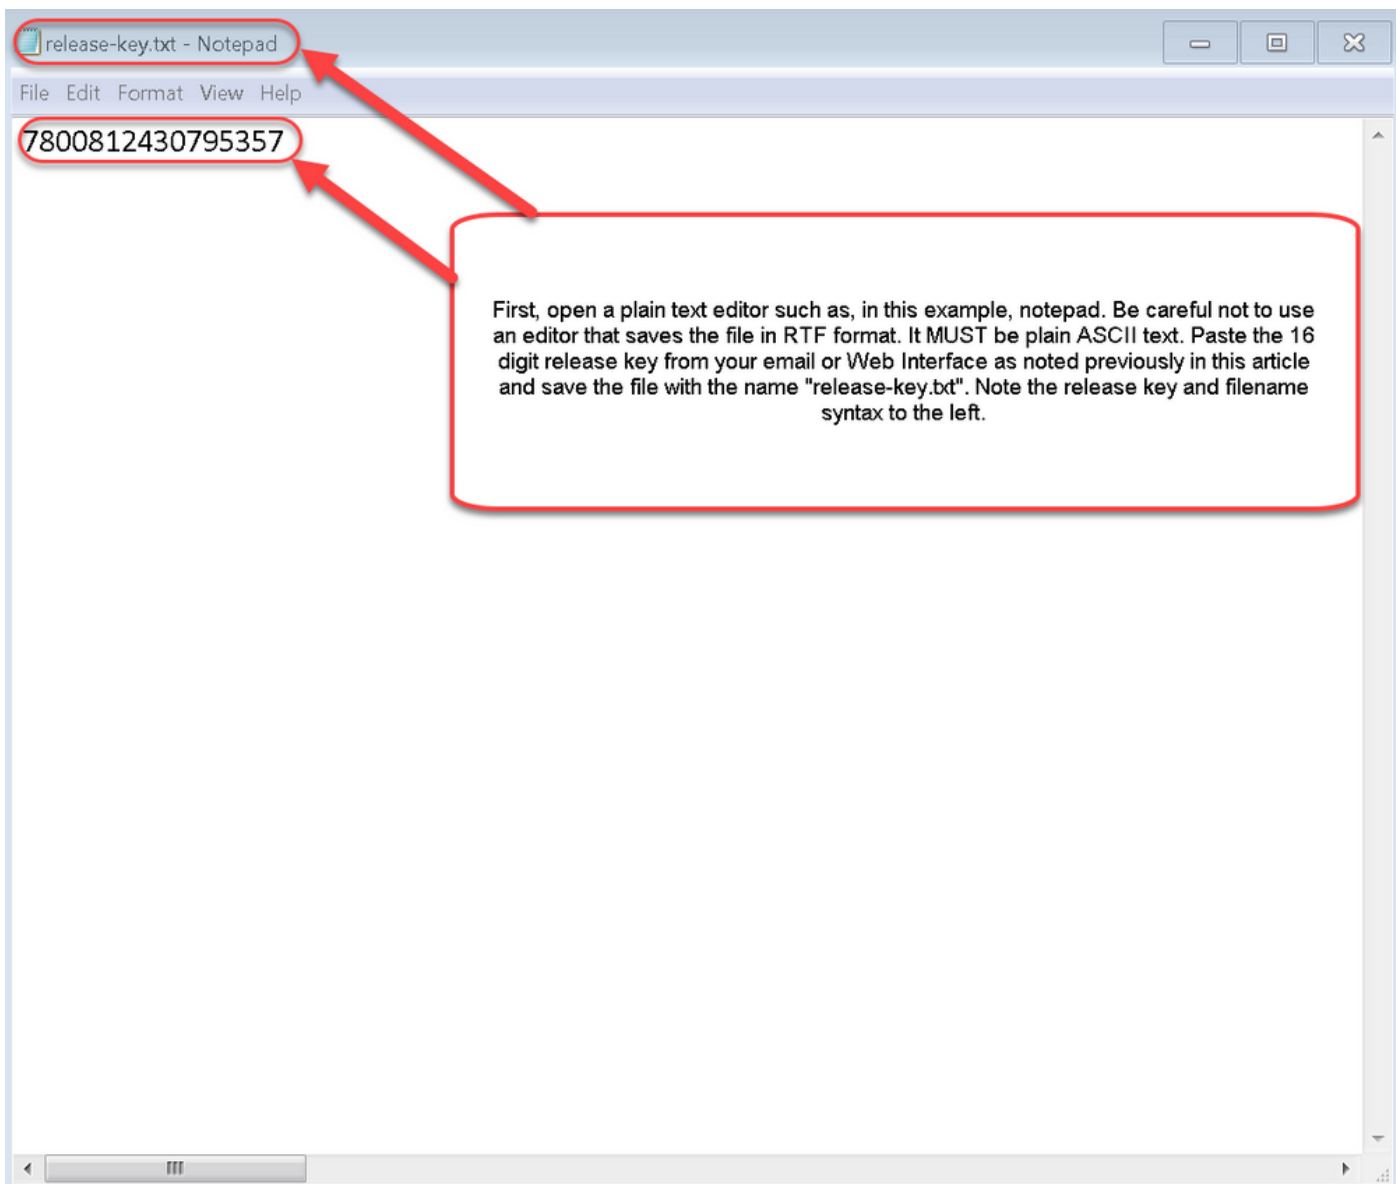 release-key.txt - Notepad
File Edit Format View Help
7800812430795357
First, open a plain text editor such as, in this example, notepad. Be careful not to use
an editor that saves the file in RTF format. It MUST be plain ASCII text. Paste the 16
digit release key from your email or Web Interface as noted previously in this article
and save the file with the name "release-key.txt". Note the release key and filename
syntax to the left.